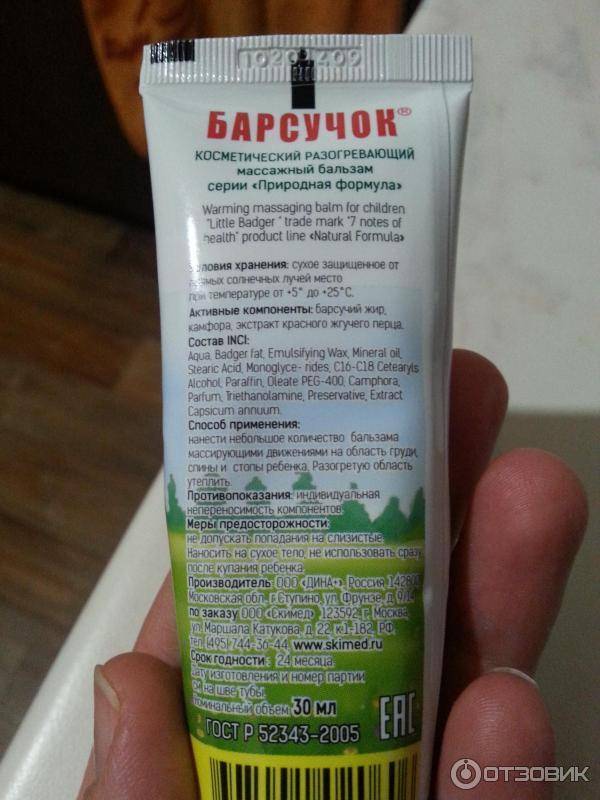 БАРСУЧОК®
КОСМЕТИЧЕСКИЙ РАЗОГРЕВАЮЩИЙ
массажный бальзам
серии «Природная формула»
Warming massaging balm for children
"Little Badger " trade mark "7 notes of
health" product line «Natural Formula»
Условия хранения: сухое защищенное от
прямых солнечных лучей место
при температуре от +5° до +25°С.
Активные компоненты: барсучий жир,
камфора, экстракт красного жгучего перца.
Состав INCI:
Aqua, Badger fat, Emulsifying Wax, Mineral oil,
Stearic Acid, Monoglyce- rides, C16-C18 Cetearyls
Alcohol, Paraffin, Oleate PEG-400, Camphora,
Parfum, Triethanolamine, Preservative, Extract
Capsicum annuum.
Способ применения:
нанести небольшое количество бальзама
массирующими движениями на область груди,
спины и стопы ребенка. Разогретую область
утеплить.
Противопоказания: индивидуальная
непереносимость компонентов.
Меры предосторожности:
не допускать попадания на слизистые.
Наносить на сухое тело, не использовать сразу
после купания ребенка.
Производитель: ООО «ДИНА+», Россия, 142800
Московская обл., г.Ступино, ул. Фрунзе, д. 9/14
по заказу ООО «Скимед», 123592 г. Москва,
ул. Маршала Катукова, д. 22, к.1-182, РФ,
тел. (495) 744-36-44, www.skimed.ru
Срок годности : 24 месяца.
Дату изготовления и номер партии
см на шве тубы.
Номинальный объем: 30 мл
ГОСТ Р 52343-2005
EAC
ОТЗОВИК